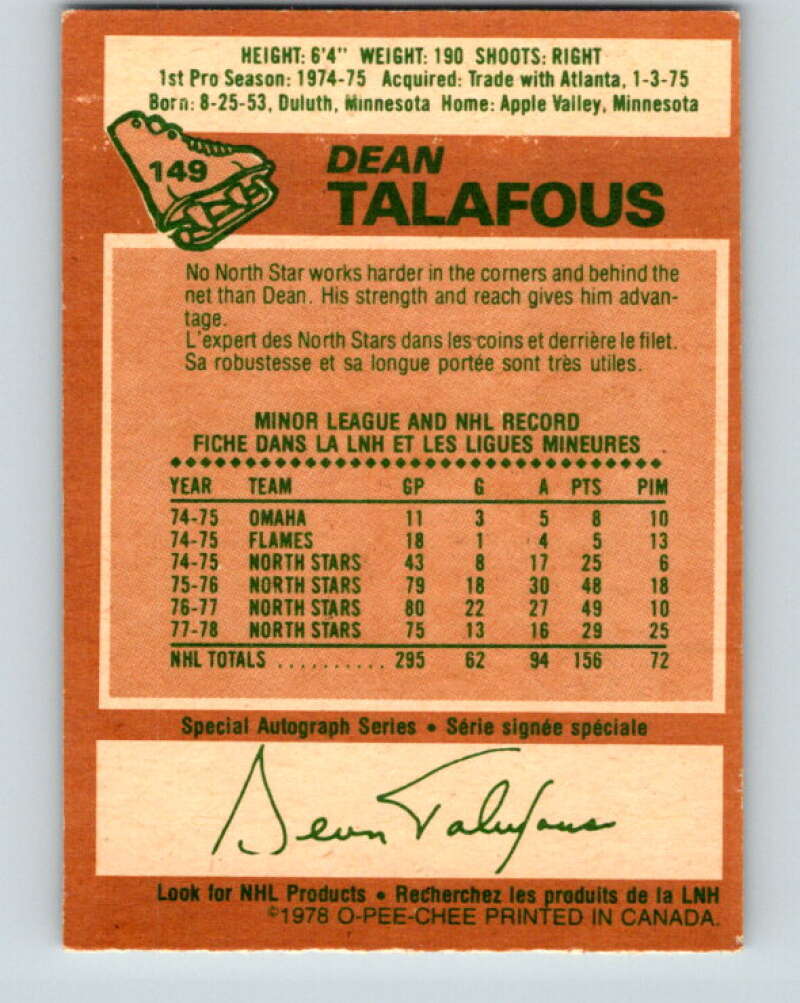 HEIGHT: 6'4" WEIGHT: 190 SHOOTS: RIGHT
1st Pro Season: 1974-75 Acquired: Trade with Atlanta, 1-3-75
Born: 8-25-53, Duluth, Minnesota Home: Apple Valley, Minnesota
149
DEAN
TALAFOUS
No North Star works harder in the corners and behind the
net than Dean. His strength and reach gives him advan-
tage.
L'expert des North Stars dans les coins et derrière le filet.
Sa robustesse et sa longue portée sont très utiles.
MINOR LEAGUE AND NHL RECORD
FICHE DANS LA LNH ET LES LIGUES MINEURES
YEAR TEAM GP G A PTS PIM
74-75 OMAHA 11 3 5 8 10
74-75 FLAMES 18 1 4 5 13
74-75 NORTH STARS 43 8 17 25 6
75-76 NORTH STARS 79 18 30 48 18
76-77 NORTH STARS 80 22 27 49 10
77-78 NORTH STARS 75 13 16 29 25
NHL TOTALS .......... 295 62 94 156 72
Special Autograph Series • Série signée spéciale
Dean Talafous
Look for NHL Products • Recherchez les produits de la LNH
©1978 O-PEE-CHEE PRINTED IN CANADA.